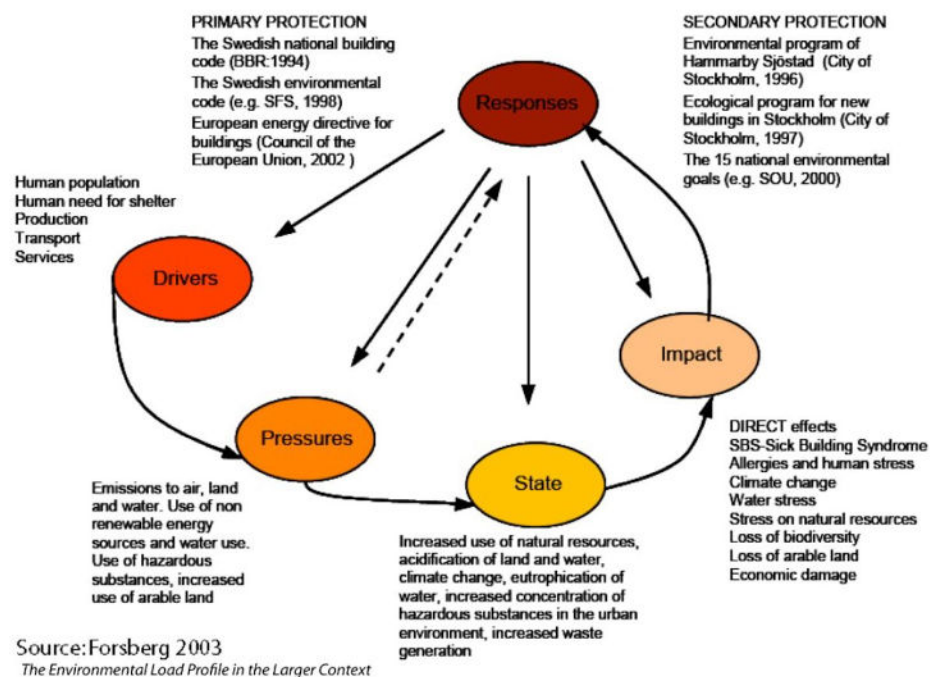 PRIMARY PROTECTION
The Swedish national building
code (BBR:1994)
The Swedish environmental
code (e.g. SFS, 1998)
European energy directive for
buildings (Council of the
European Union, 2002 )
SECONDARY PROTECTION
Environmental program of
Hammarby Sjöstad (City of
Stockholm, 1996)
Ecological program for new
buildings in Stockholm (City of
Stockholm, 1997)
The 15 national environmental
goals (e.g. SOU, 2000)
Responses
Human population
Human need for shelter
Production
Transport
Services
Drivers
Impact
Pressures
State
DIRECT effects
SBS-Sick Building Syndrome
Allergies and human stress
Climate change
Water stress
Stress on natural resources
Loss of biodiversity
Loss of arable land
Economic damage
Emissions to air, land
and water. Use of non
renewable energy
sources and water use.
Use of hazardous
substances, increased
use of arable land
Increased use of natural resources,
acidification of land and water,
climate change, eutrophication of
water, increased concentration of
hazardous substances in the urban
environment, increased waste
generation
Source:Forsberg 2003
The Environmental Load Profile in the Larger Context